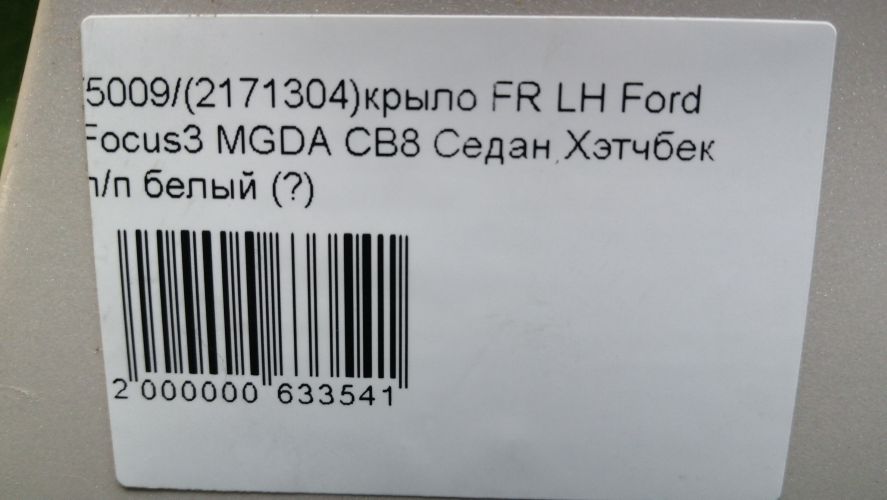 5009/(2171304)крыло FR LH Ford
Focus3 MGDA CB8 Седан,Хэтчбек
п/п белый (?)
2 000000 633541